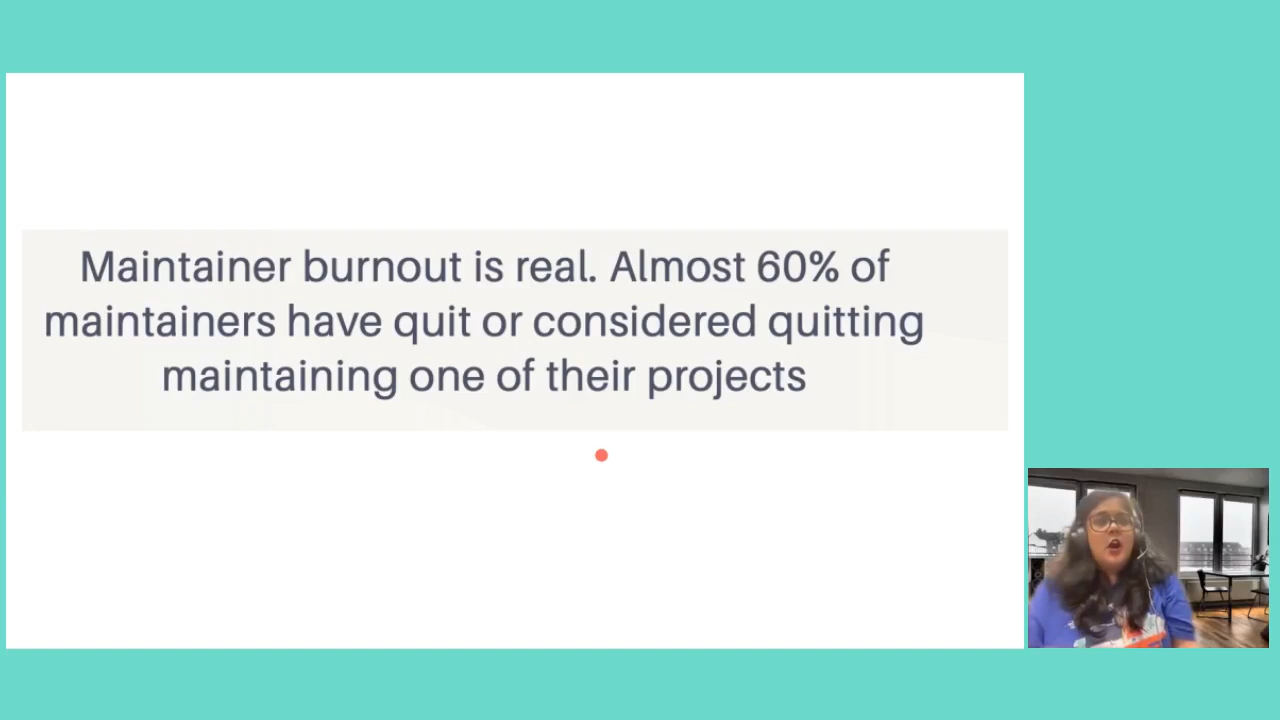 Maintainer burnout is real. Almost 60% of
maintainers have quit or considered quitting
maintaining one of their projects